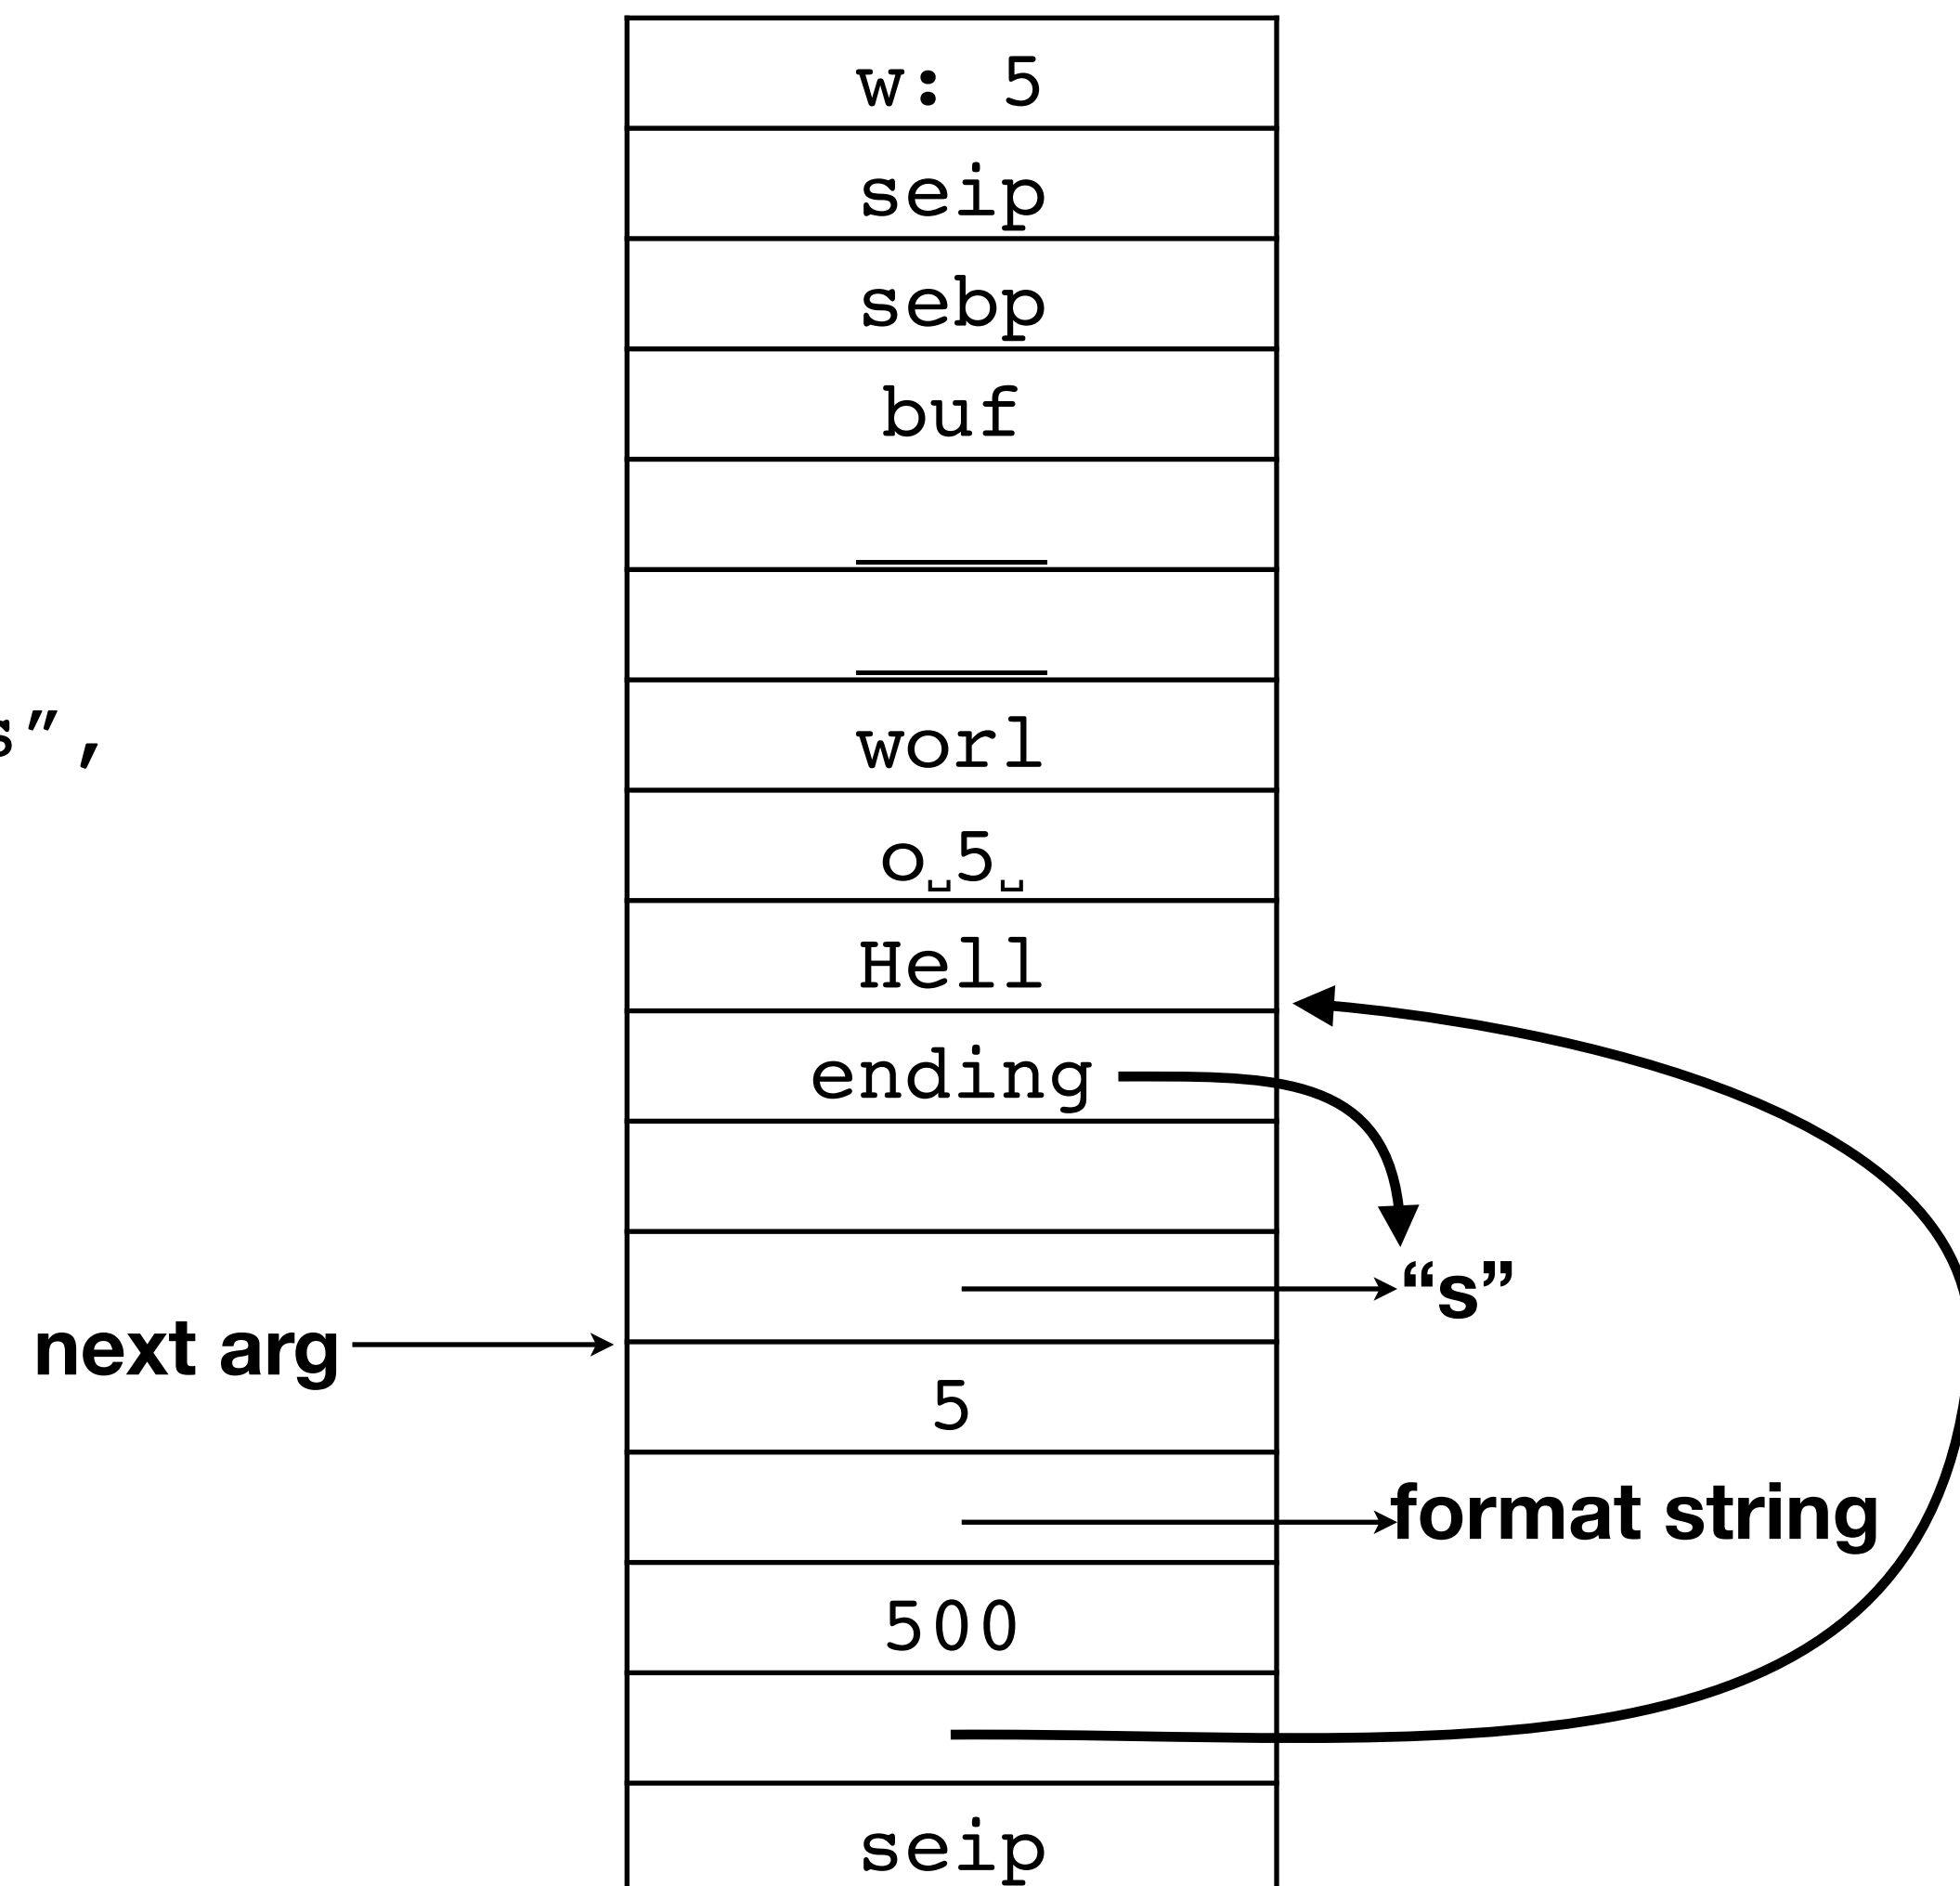 w: 5
seip
sebp
buf
s”,
worl
o␣5␣
Hell
ending
“s”
next arg
5
format string
500
seip